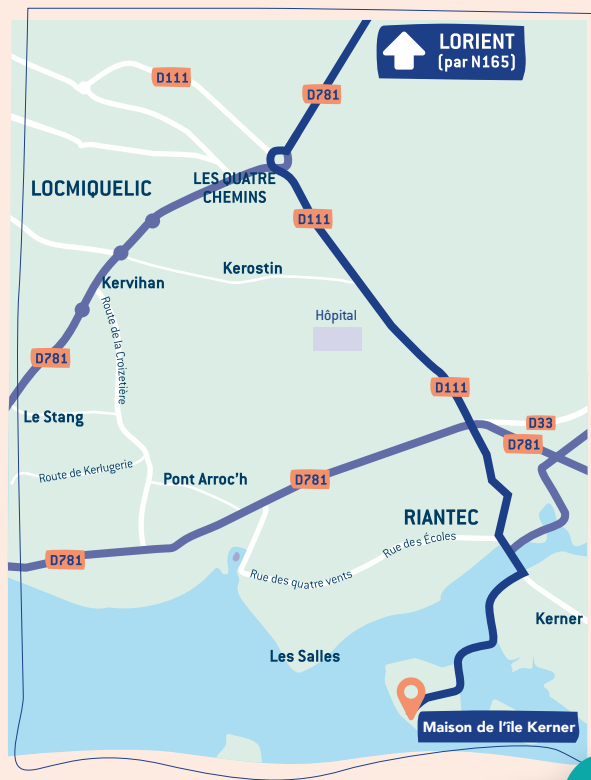 LORIENT
(par N165)
D111
D781
LOCMIQUELIC
LES QUATRE
CHEMINS
D111
Kerostin
Kervihan
Route de la Croizetière
Hôpital
D781
D111
Le Stang
D33
D781
Route de Kerlugerie
Pont Arroc'h
D781
RIANTEC
Rue des Écoles
D781
Rue des quatre vents
Kerner
Les Salles
Maison de l'île Kerner